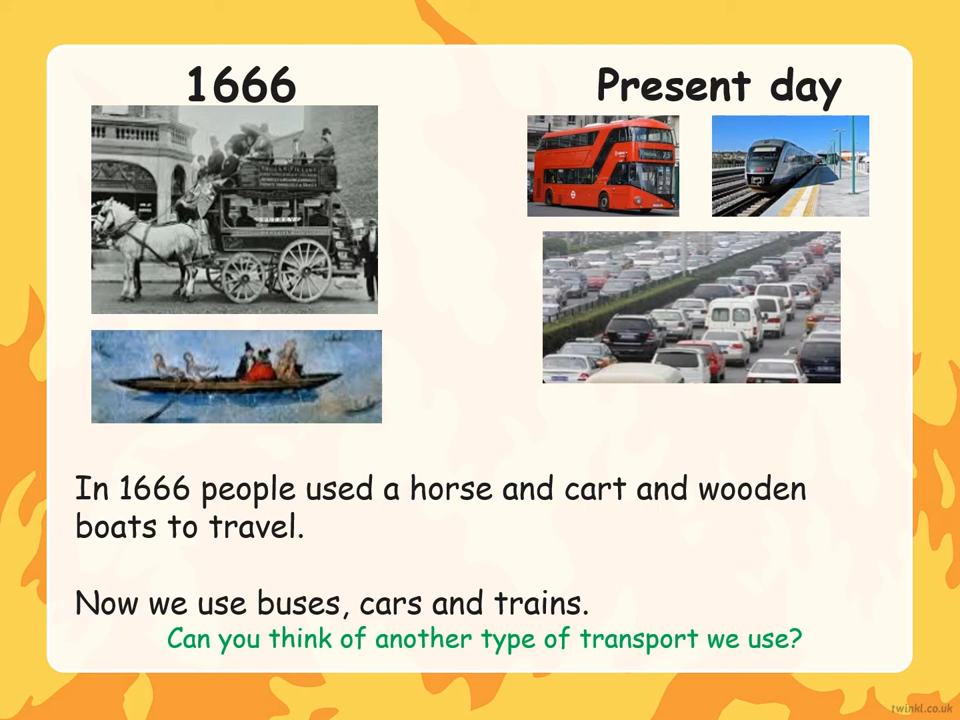 1666
Present day
73
In 1666 people used a horse and cart and wooden
boats to travel.
Now we use buses, cars and trains.
Can you think of another type of transport we use?
twinkl.co.uk